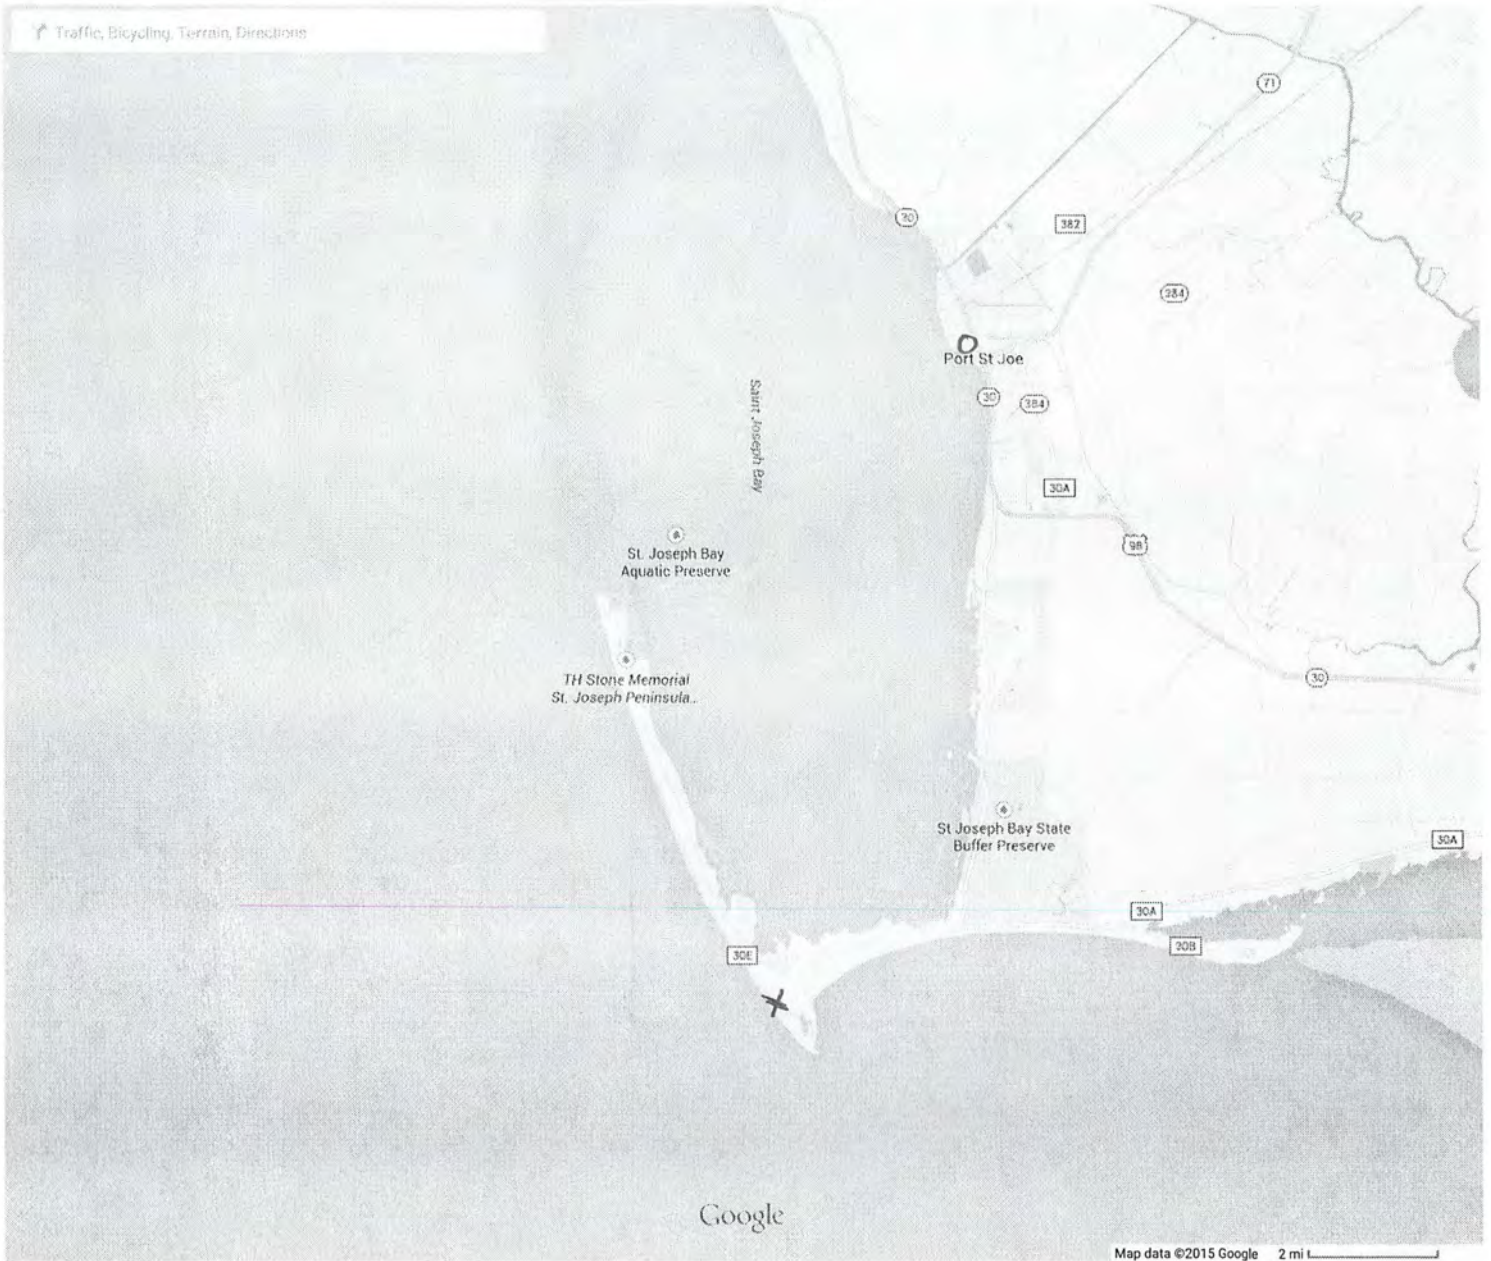 Traffic, Bicycling, Terrain, Directions
71
30
382
284
Port St Joe
30
384
Saint Joseph Bay
30A
98
St. Joseph Bay
Aquatic Preserve
TH Stone Memorial
St. Joseph Peninsula...
30
St Joseph Bay State
Buffer Preserve
30A
30A
30B
30E
Google
Map data ©2015 Google 2 mi